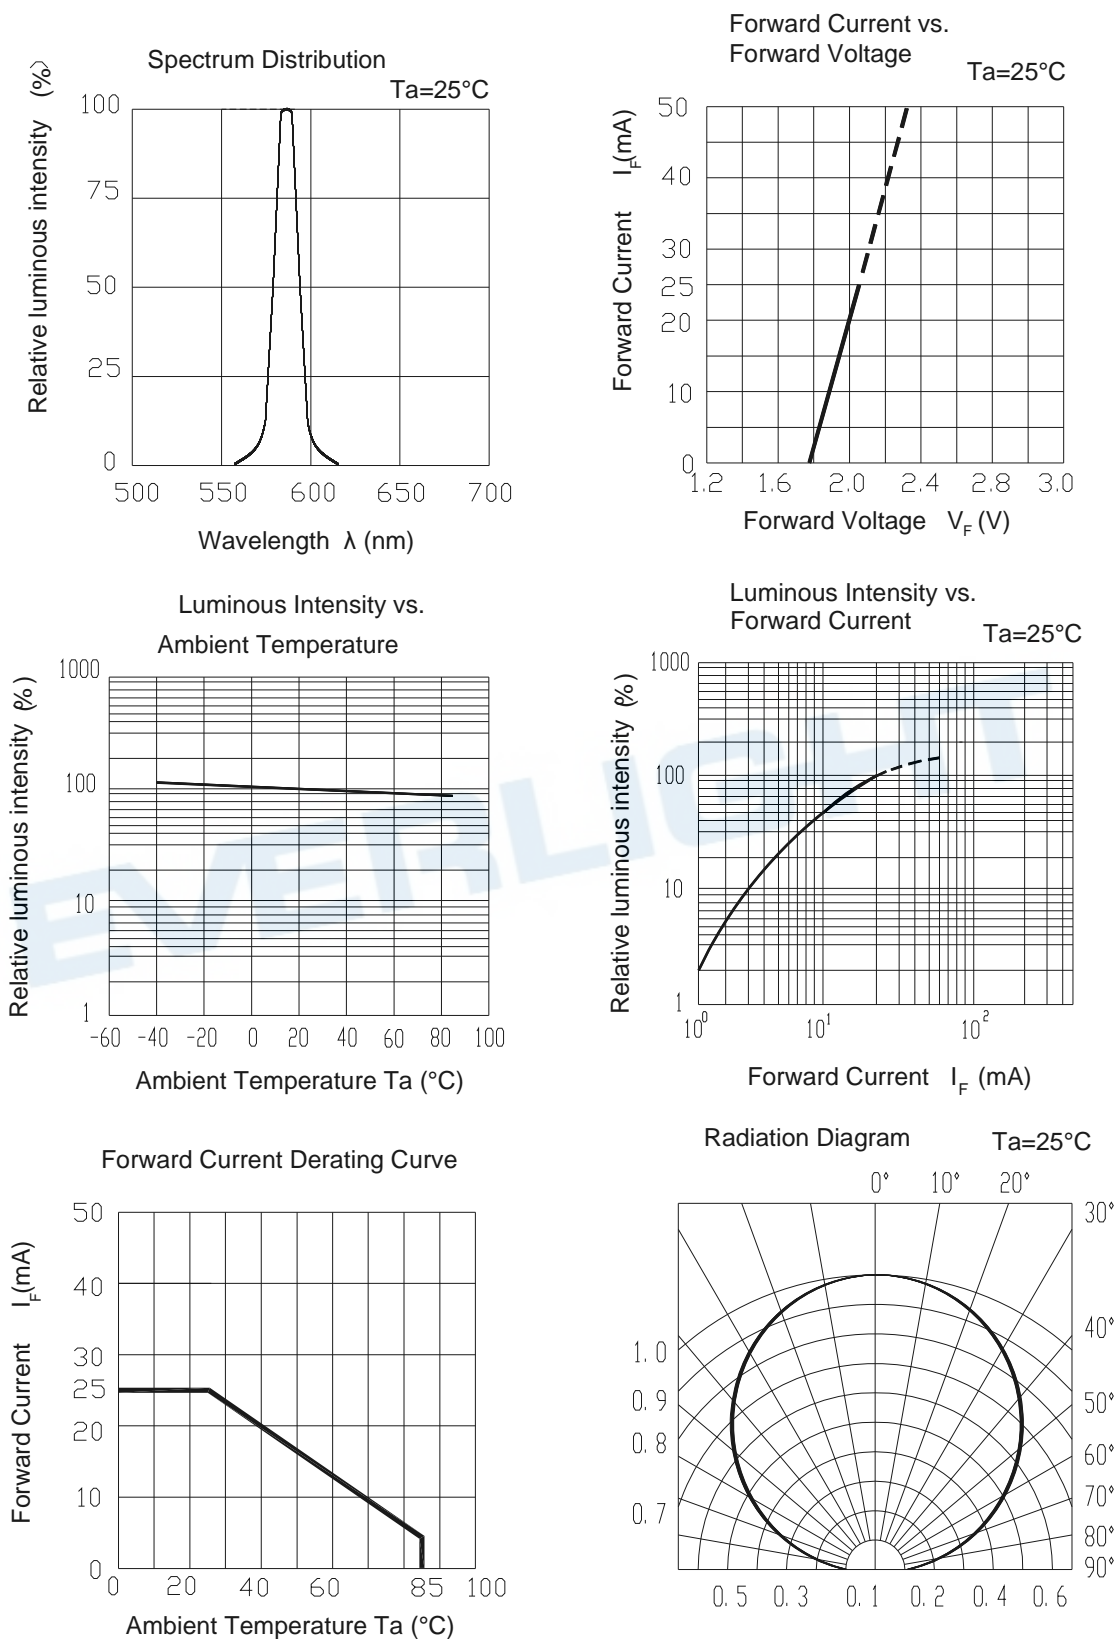 Spectrum Distribution
Ta=25°C
Relative luminous intensity (%)
100
75
50
25
0
500 550 600 650 700
Wavelength λ (nm)
Forward Current vs.
Forward Voltage
Ta=25°C
Forward Current I_F(mA)
50
40
30
25
20
10
0
1.2 1.6 2.0 2.4 2.8 3.0
Forward Voltage V_F (V)
Luminous Intensity vs.
Ambient Temperature
Relative luminous intensity (%)
1000
100
10
1
-60 -40 -20 0 20 40 60 80 100
Ambient Temperature Ta (°C)
Luminous Intensity vs.
Forward Current
Ta=25°C
Relative luminous intensity (%)
1000
100
10
1
10⁰ 10¹ 10²
Forward Current I_F (mA)
EVERLIGHT
Forward Current Derating Curve
Forward Current I_F(mA)
50
40
30
25
20
10
0
0 20 40 60 85 100
Ambient Temperature Ta (°C)
Radiation Diagram
Ta=25°C
0° 10° 20°
30°
40°
50°
60°
70°
80°
90°
1.0
0.9
0.8
0.7
0.5 0.3 0.1 0.2 0.4 0.6